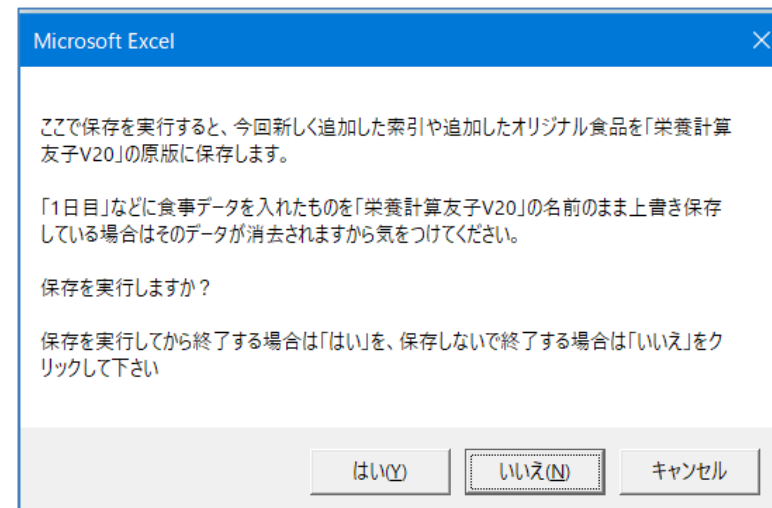 Microsoft Excel
ここで保存を実行すると、今回新しく追加した索引や追加したオリジナル食品を「栄養計算
友子V20」の原版に保存します。
「1日目」などに食事データを入れたものを「栄養計算友子V20」の名前のまま上書き保存
している場合はそのデータが消去されますから気をつけてください。
保存を実行しますか？
保存を実行してから終了する場合は「はい」を、保存しないで終了する場合は「いいえ」をク
リックして下さい
はい(Y)
いいえ(N)
キャンセル